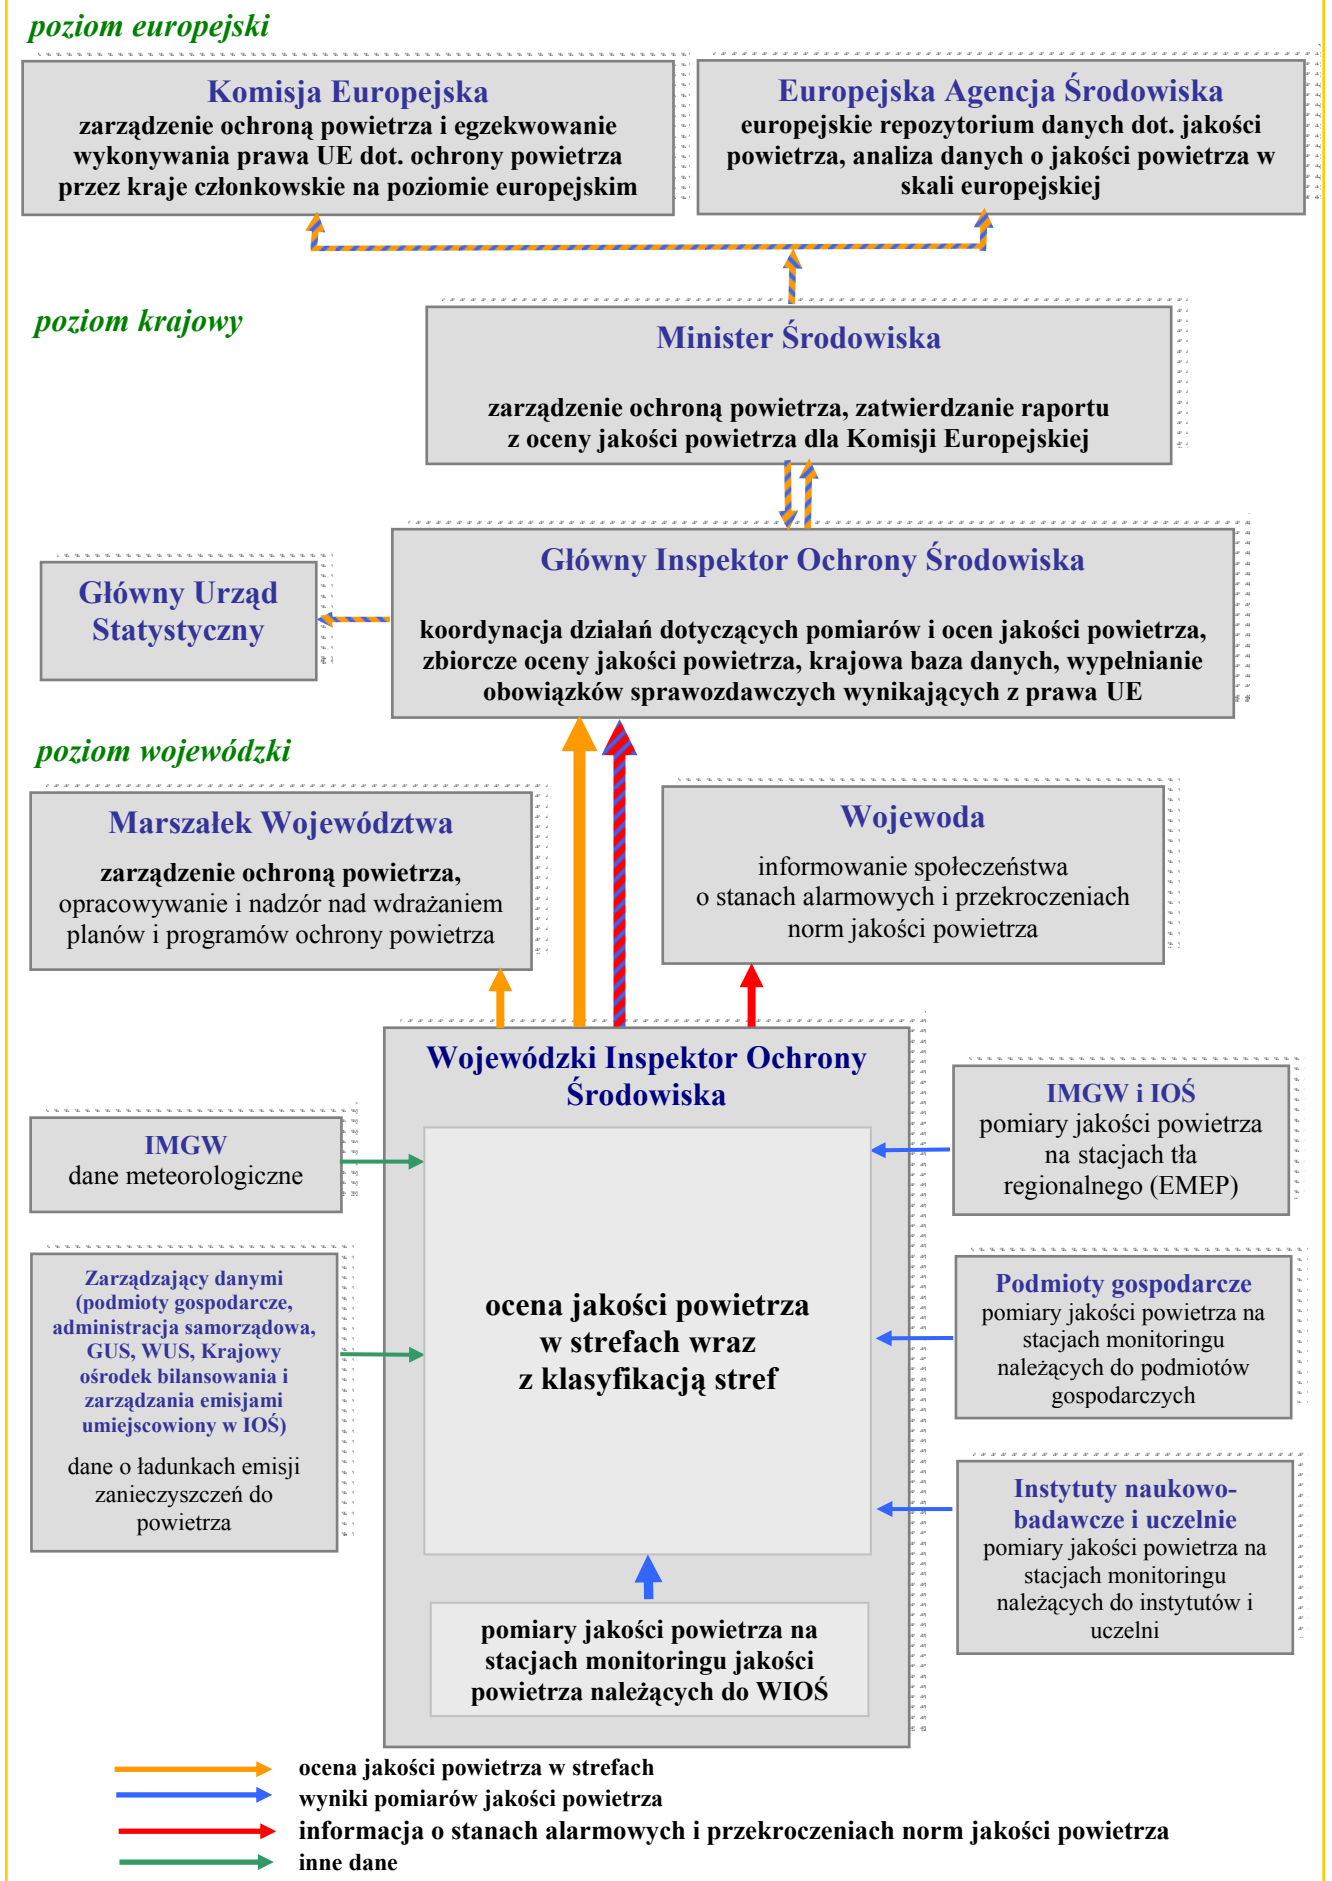 poziom europejski
Komisja Europejska
zarządzenie ochroną powietrza i egzekwowanie
wykonywania prawa UE dot. ochrony powietrza
przez kraje członkowskie na poziomie europejskim
Europejska Agencja Środowiska
europejskie repozytorium danych dot. jakości
powietrza, analiza danych o jakości powietrza w
skali europejskiej
poziom krajowy
Minister Środowiska
zarządzenie ochroną powietrza, zatwierdzanie raportu
z oceny jakości powietrza dla Komisji Europejskiej
Główny Inspektor Ochrony Środowiska
koordynacja działań dotyczących pomiarów i ocen jakości powietrza,
zbiorcze oceny jakości powietrza, krajowa baza danych, wypełnianie
obowiązków sprawozdawczych wynikających z prawa UE
Główny Urząd
Statystyczny
poziom wojewódzki
Marszałek Województwa
zarządzenie ochroną powietrza,
opracowywanie i nadzór nad wdrażaniem
planów i programów ochrony powietrza
Wojewoda
informowanie społeczeństwa
o stanach alarmowych i przekroczeniach
norm jakości powietrza
Wojewódzki Inspektor Ochrony
Środowiska
IMGW
dane meteorologiczne
Zarządzający danymi
(podmioty gospodarcze,
administracja samorządowa,
GUS, WUS, Krajowy
ośrodek bilansowania i
zarządzania emisjami
umiejscowiony w IOŚ)
dane o ładunkach emisji
zanieczyszczeń do
powietrza
ocena jakości powietrza
w strefach wraz
z klasyfikacją stref
pomiary jakości powietrza na
stacjach monitoringu jakości
powietrza należących do WIOŚ
IMGW i IOŚ
pomiary jakości powietrza
na stacjach tła
regionalnego (EMEP)
Podmioty gospodarcze
pomiary jakości powietrza na
stacjach monitoringu
należących do podmiotów
gospodarczych
Instytuty naukowo-
badawcze i uczelnie
pomiary jakości powietrza na
stacjach monitoringu
należących do instytutów i
uczelni
ocena jakości powietrza w strefach
wyniki pomiarów jakości powietrza
informacja o stanach alarmowych i przekroczeniach norm jakości powietrza
inne dane